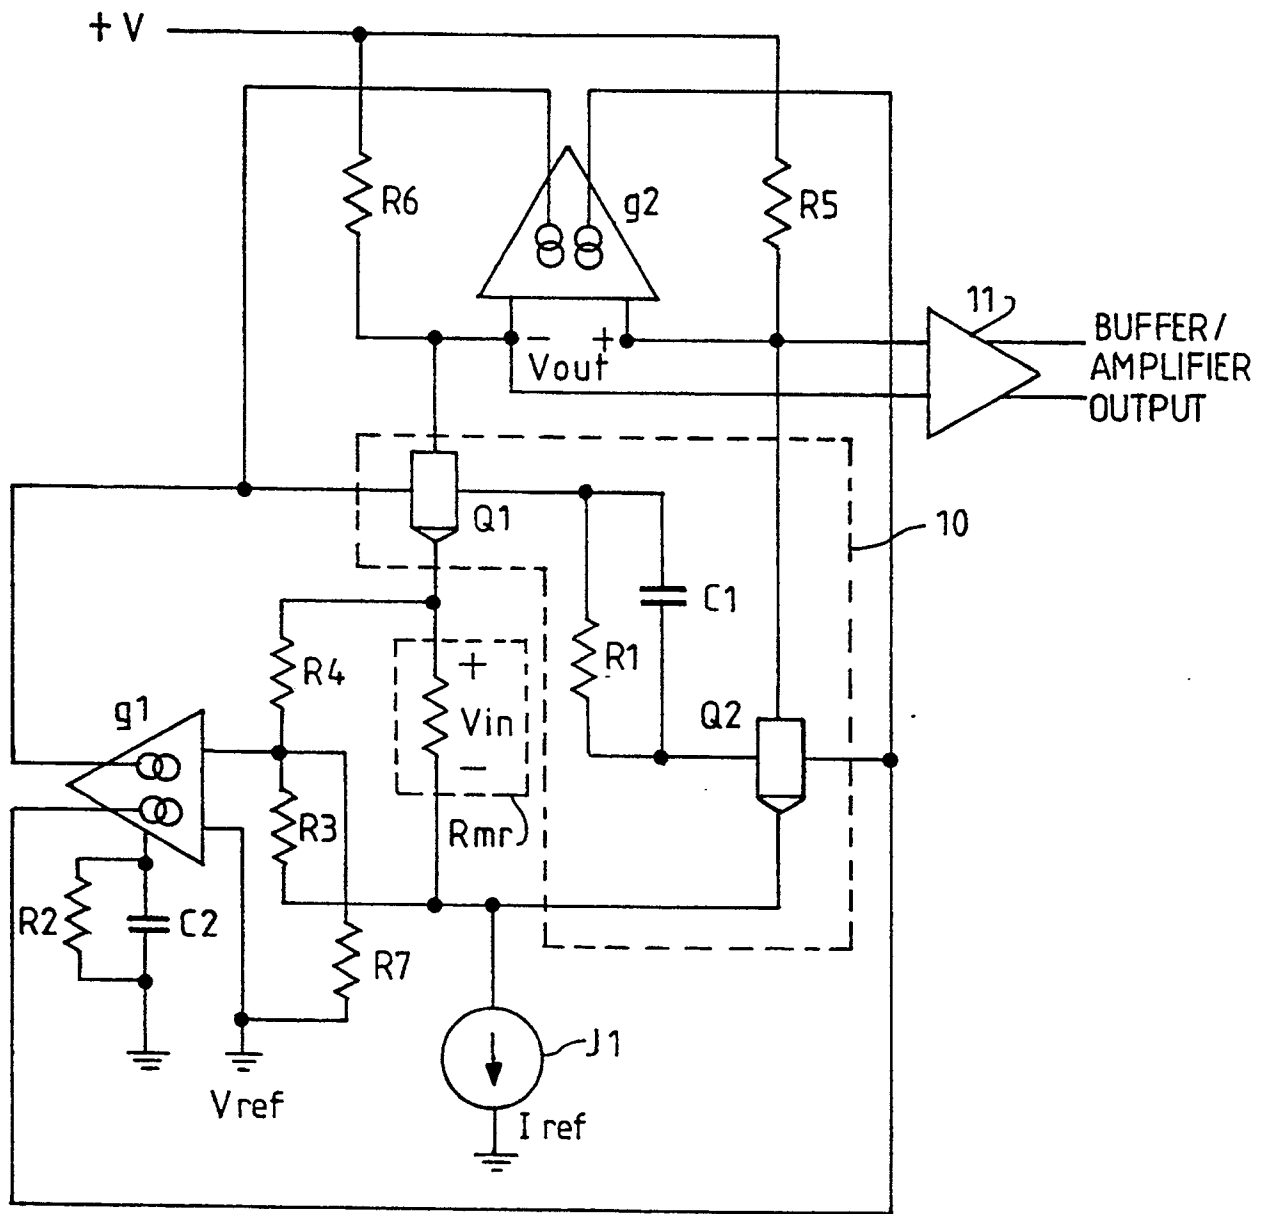 + V
R6
g2
R5
11
BUFFER/
AMPLIFIER
OUTPUT
- +
Vout
Q1
10
C1
R4
+
Vin
-
R1
Q2
g1
R3
Rmr
R2
C2
R7
J1
Vref
I ref